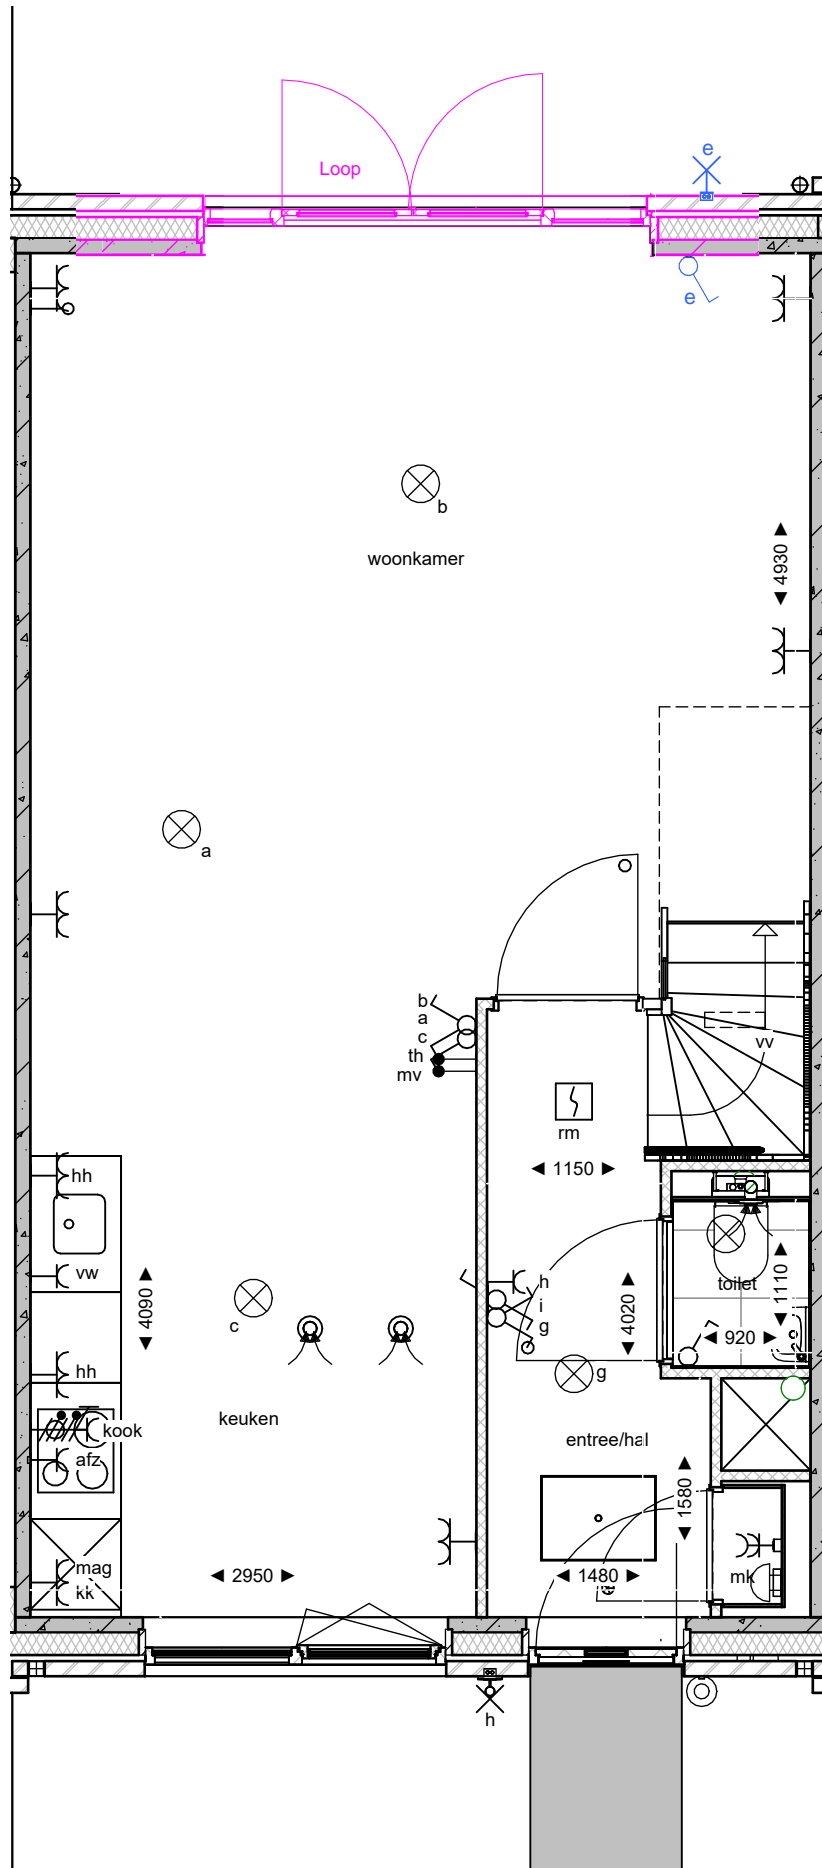 e
Loop
e
b
woonkamer
4930
a
b
a
c
th
mv
vv
rm
1150
hh
vw
4090
c
h
i
g
4020
toilet
1110
920
g
hh
keuken
kook
afz
entree/hal
1580
mag
kk
2950
1480
mk
h